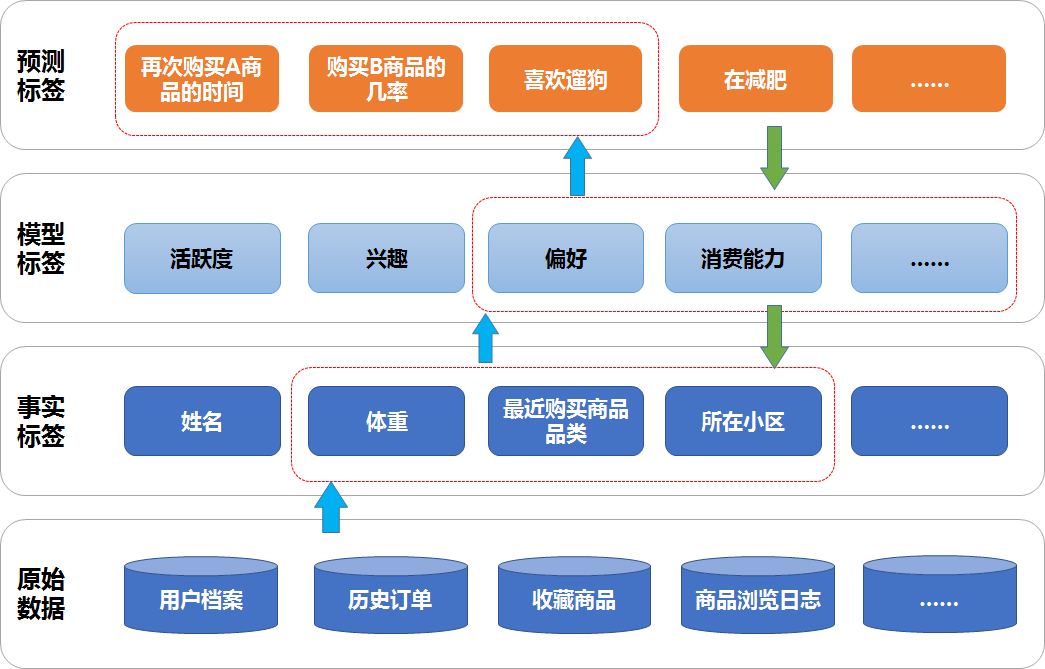 预测
标签
再次购买A商
品的时间
购买B商品的
几率
喜欢遛狗
在减肥
……
模型
标签
活跃度
兴趣
偏好
消费能力
……
事实
标签
姓名
体重
最近购买商品
品类
所在小区
……
原始
数据
用户档案
历史订单
收藏商品
商品浏览日志
……